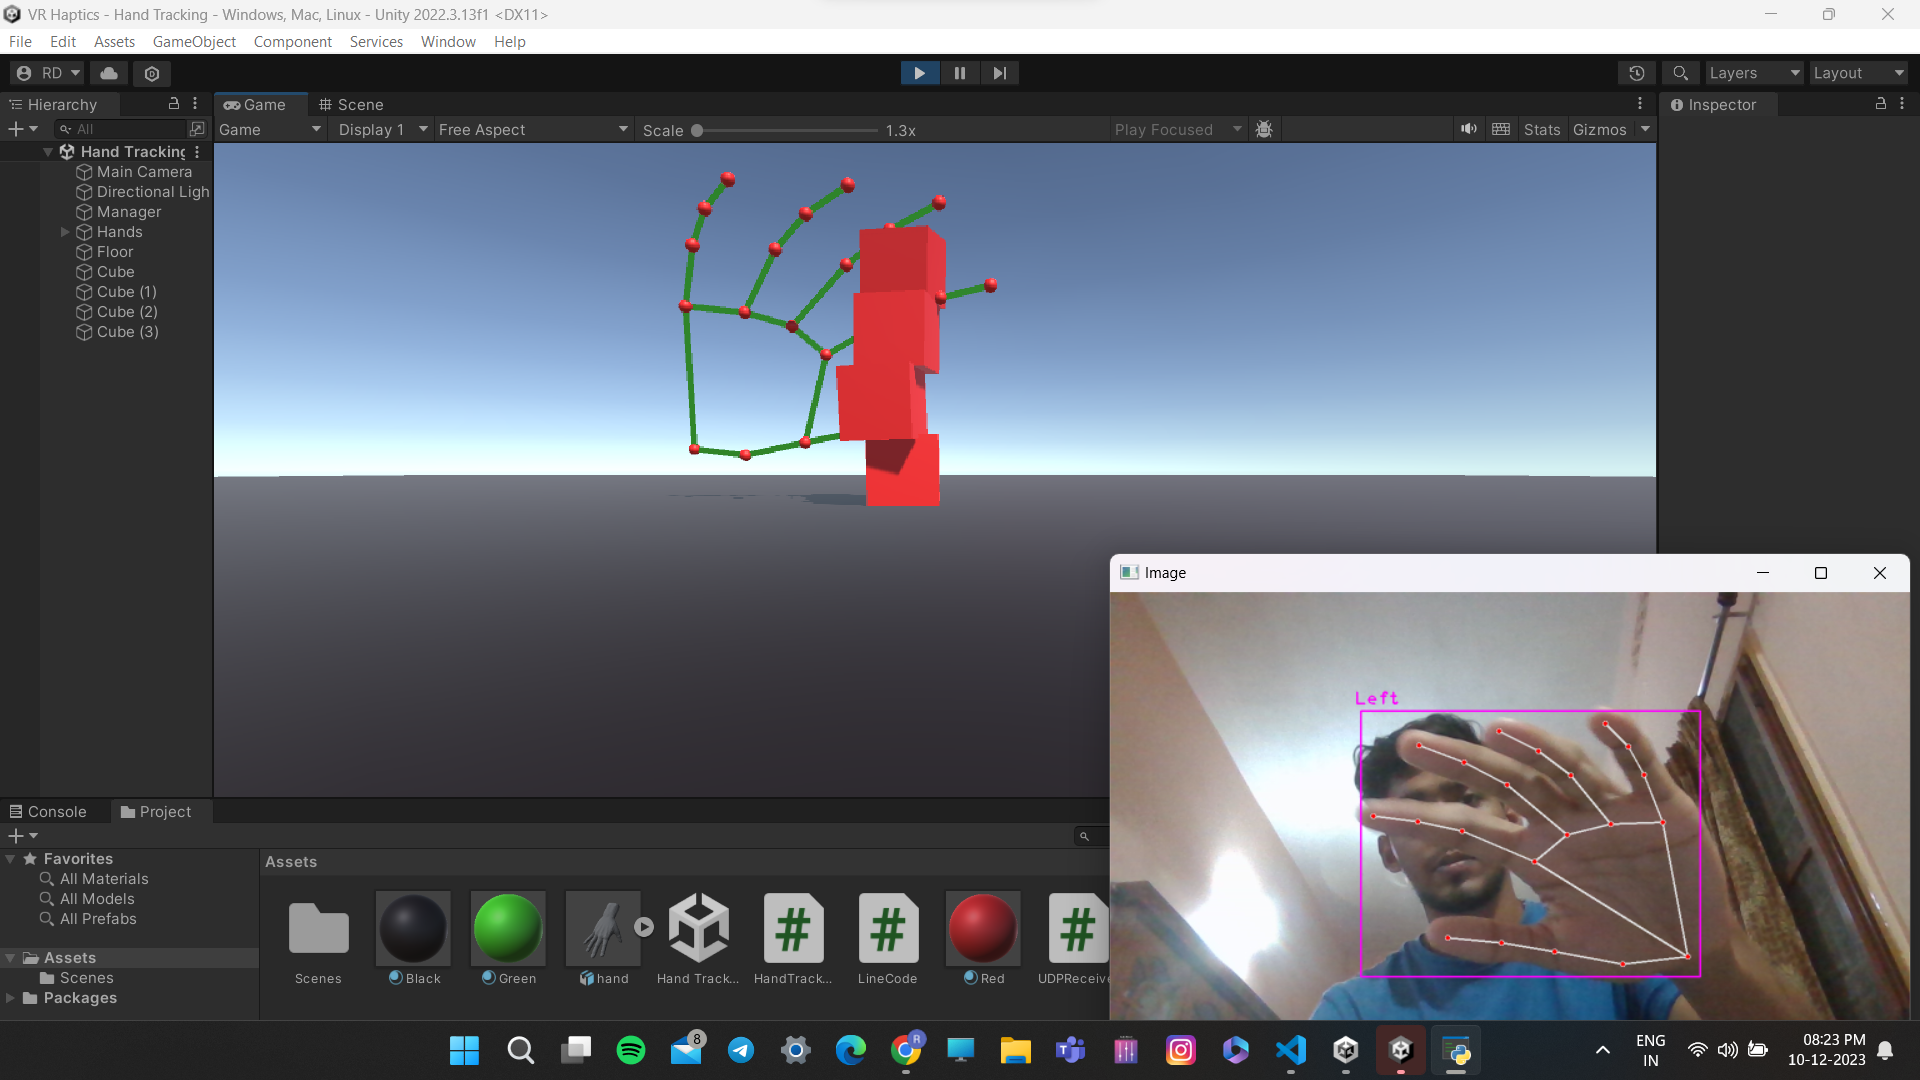 VR Haptics - Hand Tracking - Windows, Mac, Linux - Unity 2022.3.13f1 <DX11>
File Edit Assets GameObject Component Services Window Help
RD
Layers Layout
Hierarchy
Game Scene
Inspector
All
Game Display 1 Free Aspect Scale 1.3x Play Focused Stats Gizmos
Hand Tracking
Main Camera
Directional Ligh
Manager
Hands
Floor
Cube
Cube (1)
Cube (2)
Cube (3)
Image
Left
Console Project
Favorites
All Materials
All Models
All Prefabs
Assets
Scenes
Packages
Assets
Scenes Black Green hand Hand Track... HandTrack... LineCode Red UDPReceive
8
R
ENG
IN
08:23 PM
10-12-2023